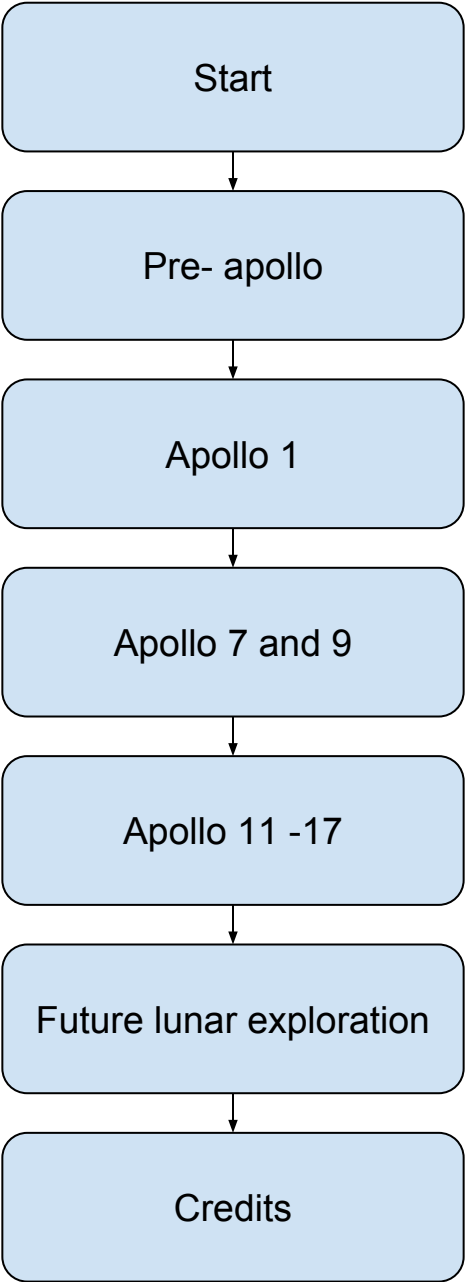 Start
Pre- apollo
Apollo 1
Apollo 7 and 9
Apollo 11 -17
Future lunar exploration
Credits